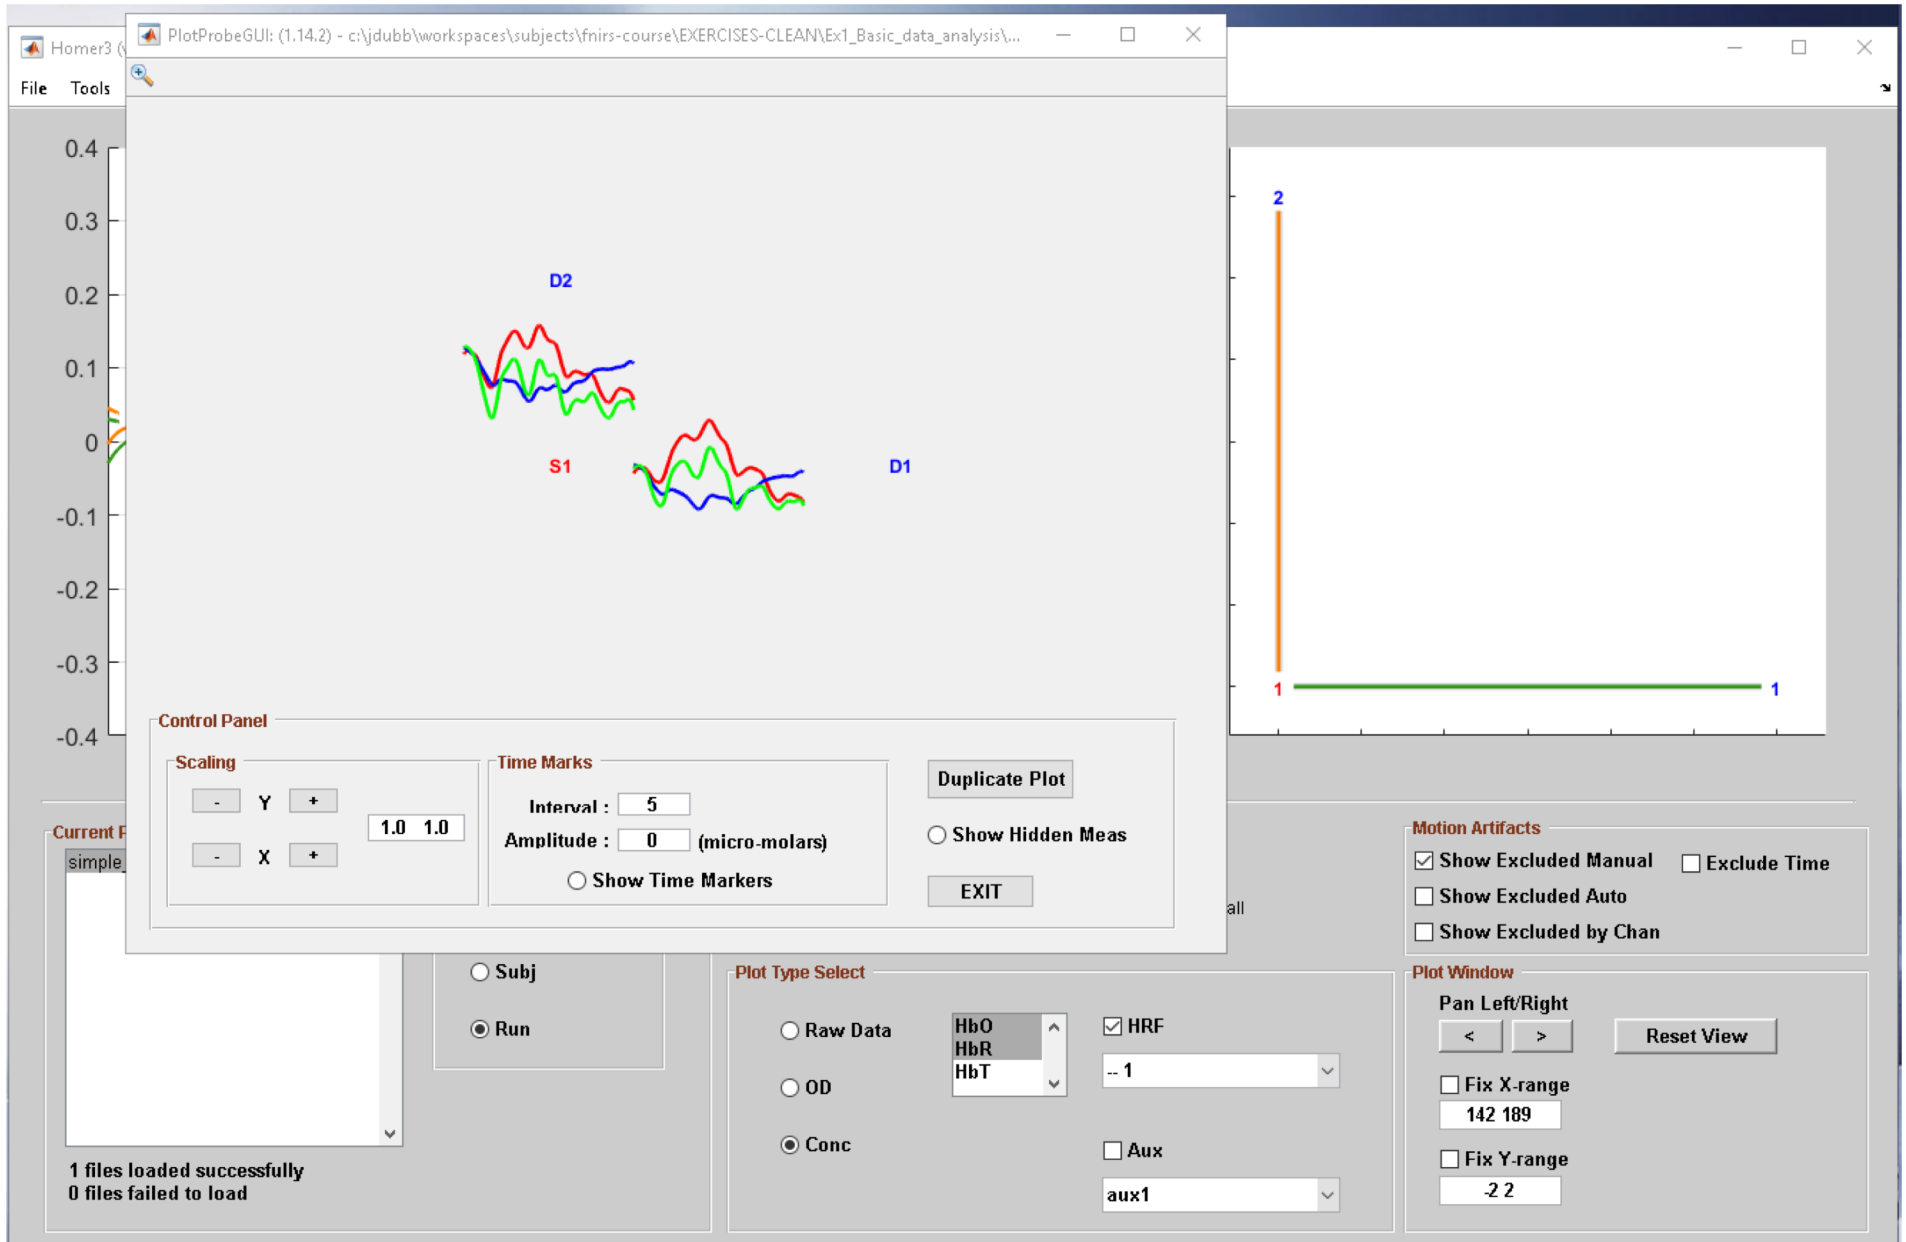 Homer3 (
PlotProbeGUI: (1.14.2) - c:\jdubb\workspaces\subjects\fnirs-course\EXERCISES-CLEAN\Ex1_Basic_data_analysis\...
File Tools
0.4
0.3
0.2
0.1
0
-0.1
-0.2
-0.3
-0.4
D2
S1
D1
2
1
1
Control Panel
Scaling
- Y +
- X +
1.0 1.0
Time Marks
Interval : 5
Amplitude : 0 (micro-molars)
Show Time Markers
Duplicate Plot
Show Hidden Meas
EXIT
Current P
simple_
1 files loaded successfully
0 files failed to load
Subj
Run
all
Plot Type Select
Raw Data
OD
Conc
HbO
HbR
HbT
HRF
-- 1
Aux
aux1
Motion Artifacts
Show Excluded Manual
Exclude Time
Show Excluded Auto
Show Excluded by Chan
Plot Window
Pan Left/Right
< >
Reset View
Fix X-range
142 189
Fix Y-range
-2 2